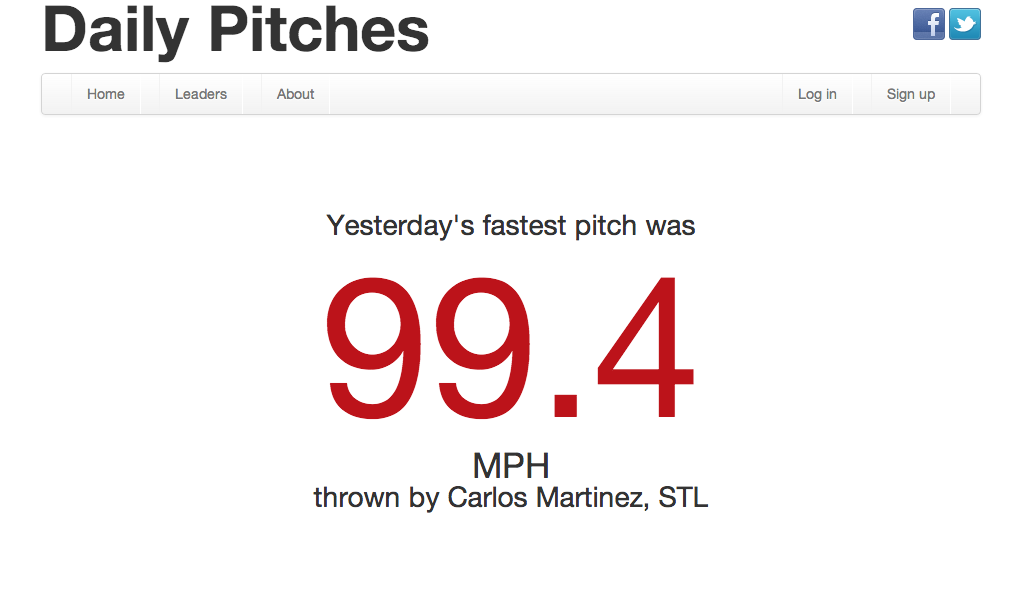 Daily Pitches
Home Leaders About Log in Sign up
Yesterday's fastest pitch was
99.4
MPH
thrown by Carlos Martinez, STL